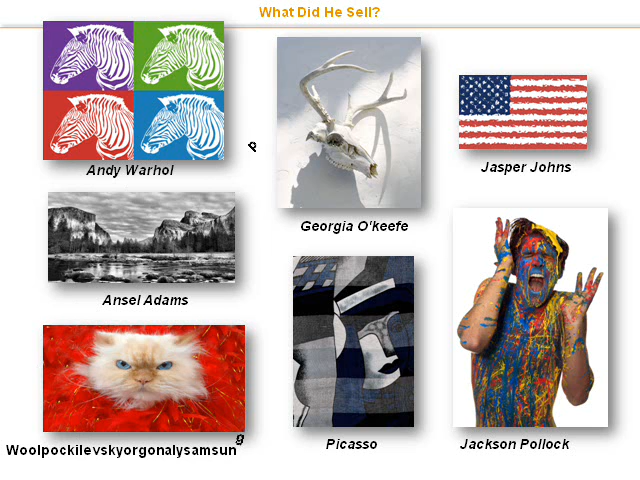 What Did He Sell?
Andy Warhol
Jasper Johns
Georgia O'keefe
Ansel Adams
Picasso
Jackson Pollock
Woolpockilevskyorgonalysamsun
g